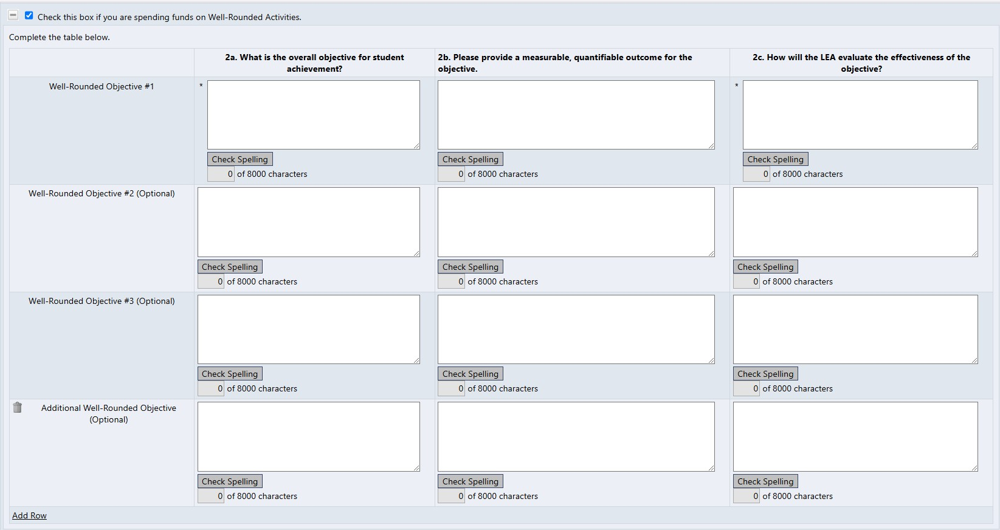 Check this box if you are spending funds on Well-Rounded Activities.
Complete the table below.
2a. What is the overall objective for student
achievement?
2b. Please provide a measurable, quantifiable outcome for the
objective.
2c. How will the LEA evaluate the effectiveness of the
objective?
Well-Rounded Objective #1
*
*
Check Spelling
Check Spelling
Check Spelling
0 of 8000 characters
0 of 8000 characters
0 of 8000 characters
Well-Rounded Objective #2 (Optional)
Check Spelling
Check Spelling
Check Spelling
0 of 8000 characters
0 of 8000 characters
0 of 8000 characters
Well-Rounded Objective #3 (Optional)
Check Spelling
Check Spelling
Check Spelling
0 of 8000 characters
0 of 8000 characters
0 of 8000 characters
Additional Well-Rounded Objective
(Optional)
Check Spelling
Check Spelling
Check Spelling
0 of 8000 characters
0 of 8000 characters
0 of 8000 characters
Add Row